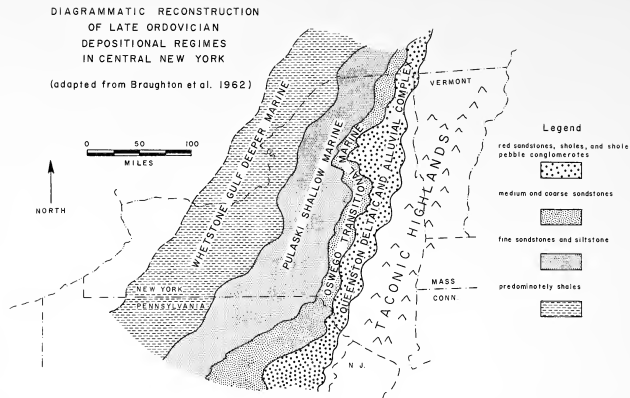 DIAGRAMMATIC RECONSTRUCTION
OF LATE ORDOVICIAN
DEPOSITIONAL REGIMES
IN CENTRAL NEW YORK
(adapted from Braughton et al. 1962)
0 50 100
MILES
NORTH
WHETSTONE GULF DEEPER MARINE
PULASKI SHALLOW MARINE
OSWEGO TRANSITIONAL MARINE
QUEENSTON DELTAIC AND ALLUVIAL COMPLEX
TACONIC HIGHLANDS
VERMONT
NEW YORK
PENNSYLVANIA
MASS
CONN.
N J.
Legend
red sandstones, shales, and shale
pebble conglomerates
medium and coarse sandstones
fine sandstones and siltstone
predominately shales